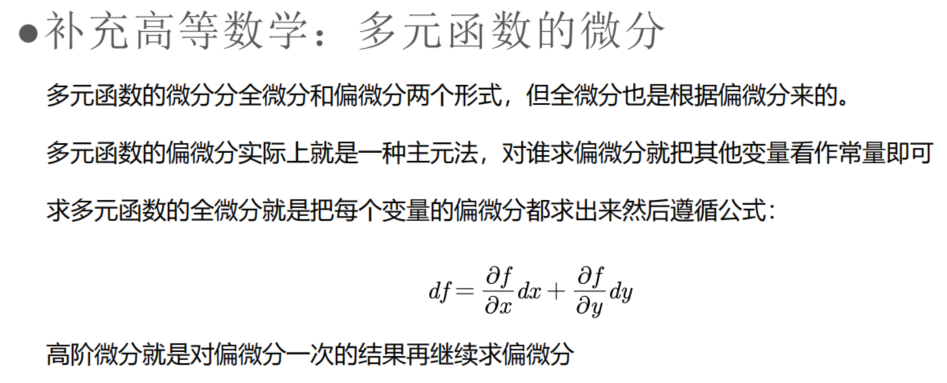 ●补充高等数学：多元函数的微分
多元函数的微分分全微分和偏微分两个形式，但全微分也是根据偏微分来的。
多元函数的偏微分实际上就是一种主元法，对谁求偏微分就把其他变量看作常量即可
求多元函数的全微分就是把每个变量的偏微分都求出来然后遵循公式：
df = ∂f/∂x dx + ∂f/∂y dy
高阶微分就是对偏微分一次的结果再继续求偏微分